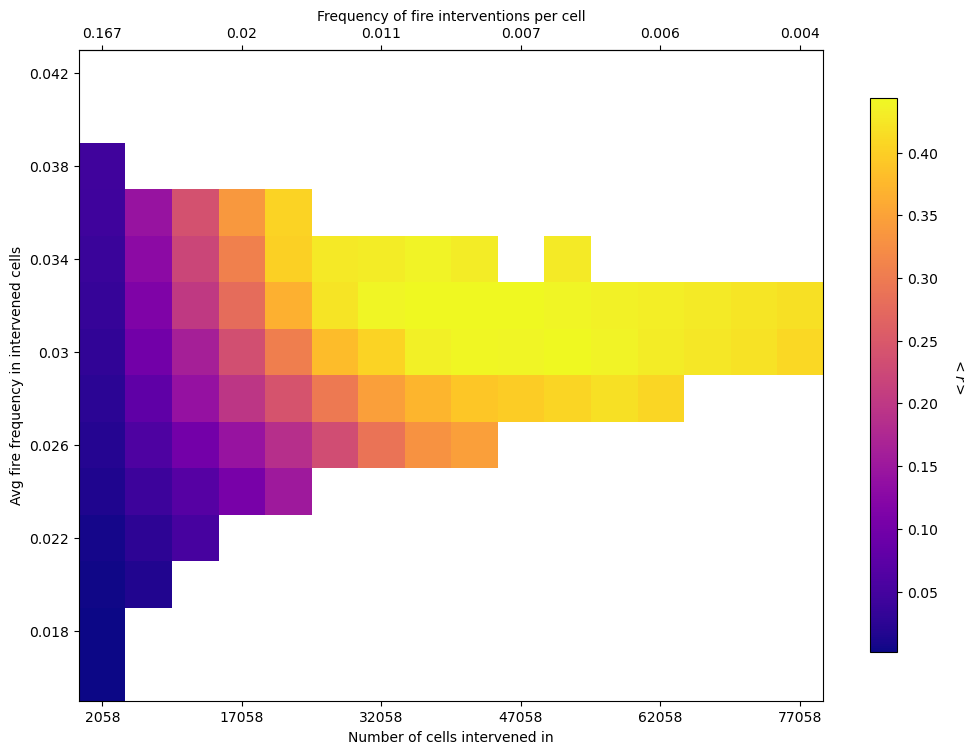 Frequency of fire interventions per cell
0.167 0.02 0.011 0.007 0.006 0.004
0.042
0.038
0.034
0.03
0.026
0.022
0.018
Avg fire frequency in intervened cells
2058 17058 32058 47058 62058 77058
Number of cells intervened in
0.40
0.35
0.30
0.25
0.20
0.15
0.10
0.05
<r>